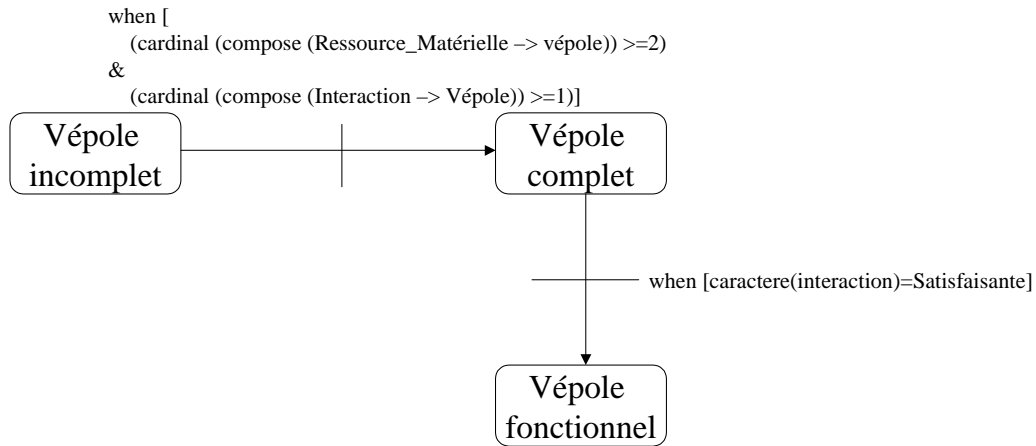 when [
(cardinal (compose (Ressource_Matérielle –> vépole)) >=2)
&
(cardinal (compose (Interaction –> Vépole)) >=1)]
Vépole
incomplet
Vépole
complet
when [caractere(interaction)=Satisfaisante]
Vépole
fonctionnel